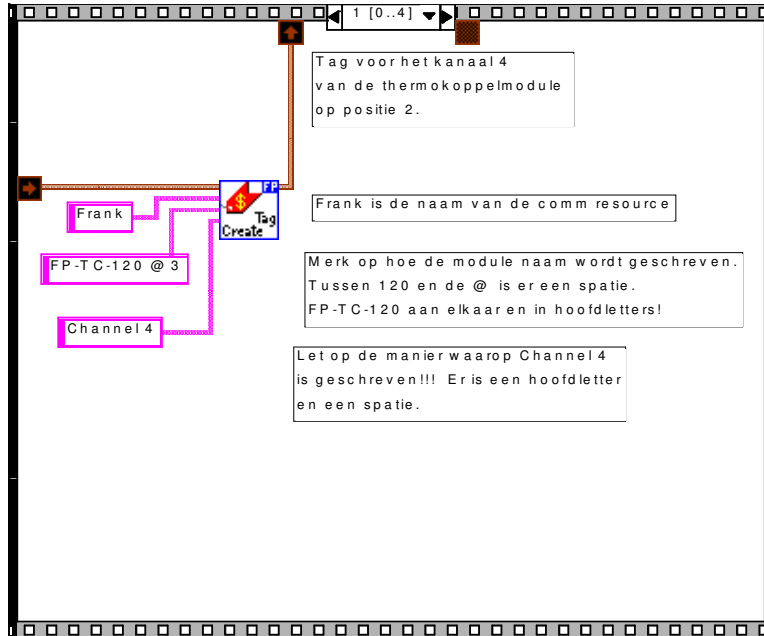 1 [0..4]
Tag voor het kanaal 4
van de thermokoppelmodule
op positie 2.
FP
Tag
Create
Frank
Frank is de naam van de comm resource
FP-TC-120 @ 3
Merk op hoe de module naam wordt geschreven.
Tussen 120 en de @ is er een spatie.
FP-TC-120 aan elkaar en in hoofdletters!
Channel 4
Let op de manier waarop Channel 4
is geschreven!!! Er is een hoofdletter
en een spatie.